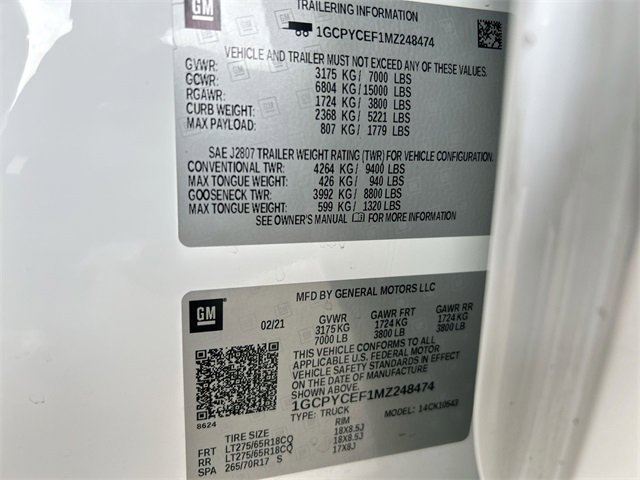 GM
TRAILERING INFORMATION
1GCPYCEF1MZ248474
VEHICLE AND TRAILER MUST NOT EXCEED ANY OF THESE VALUES.
GVWR: 3175 KG/ 7000 LBS
GCWR: 6804 KG/15000 LBS
RGAWR: 1724 KG/ 3800 LBS
CURB WEIGHT: 2368 KG/ 5221 LBS
MAX PAYLOAD: 807 KG/ 1779 LBS
SAE J2807 TRAILER WEIGHT RATING (TWR) FOR VEHICLE CONFIGURATION.
CONVENTIONAL TWR: 4264 KG/ 9400 LBS
MAX TONGUE WEIGHT: 426 KG/ 940 LBS
GOOSENECK TWR: 3992 KG/ 8800 LBS
MAX TONGUE WEIGHT: 599 KG/ 1320 LBS
SEE OWNER'S MANUAL FOR MORE INFORMATION
GM
MFD BY GENERAL MOTORS LLC
02/21 GVWR GAWR FRT GAWR RR
3175 KG 1724 KG 1724 KG
7000 LB 3800 LB 3800 LB
THIS VEHICLE CONFORMS TO ALL
APPLICABLE U.S. FEDERAL MOTOR
VEHICLE SAFETY STANDARDS IN
EFFECT ON THE DATE OF MANUFACTURE
SHOWN ABOVE.
1GCPYCEF1MZ248474
8624 TYPE: TRUCK MODEL: 14CK10543
TIRE SIZE RIM
FRT LT275/65R18CQ 18X8.5J
RR LT275/65R18CQ 18X8.5J
SPA 265/70R17 S 17X8J